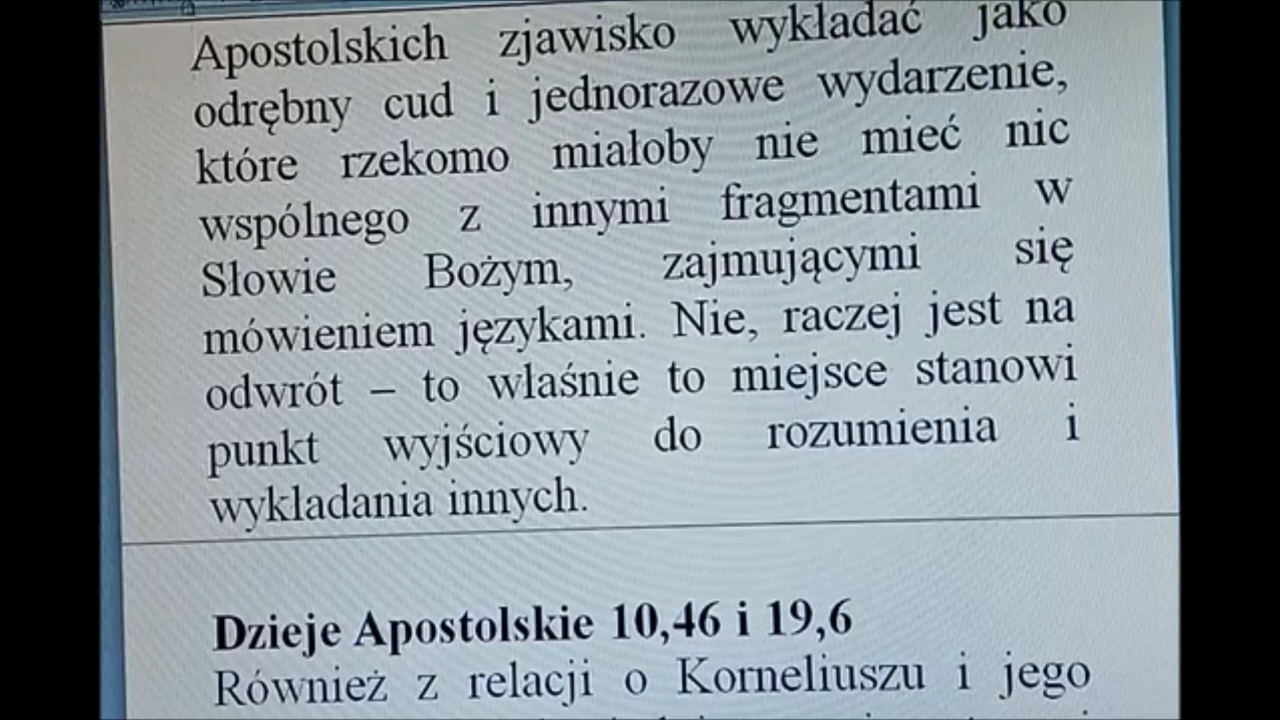 Apostolskich zjawisko wykładać jako
odrębny cud i jednorazowe wydarzenie,
które rzekomo miałoby nie mieć nic
wspólnego z innymi fragmentami w
Słowie Bożym, zajmującymi się
mówieniem językami. Nie, raczej jest na
odwrót – to właśnie to miejsce stanowi
punkt wyjściowy do rozumienia i
wykładania innych.
Dzieje Apostolskie 10,46 i 19,6
Również z relacji o Korneliuszu i jego